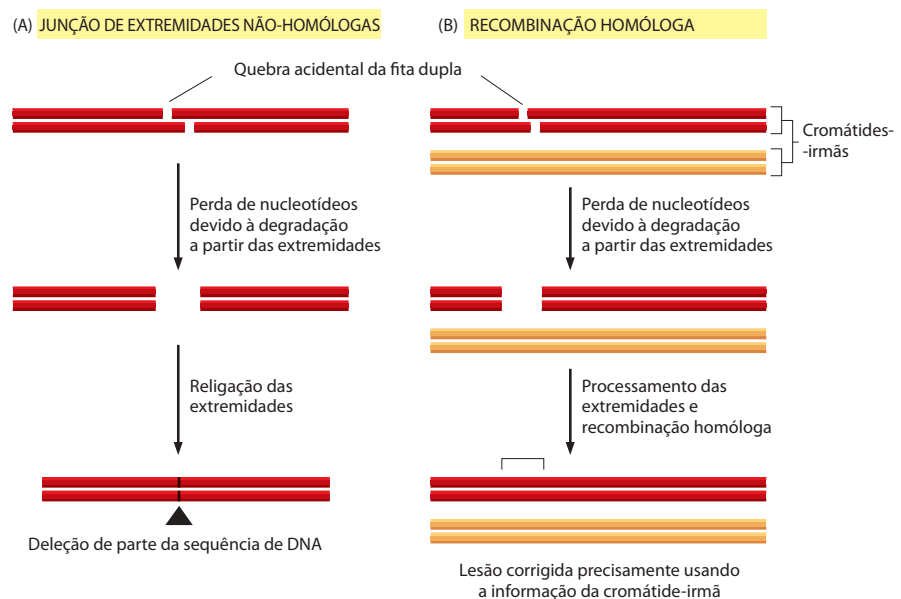 (A) JUNÇÃO DE EXTREMIDADES NÃO-HOMÓLOGAS
(B) RECOMBINAÇÃO HOMÓLOGA
Quebra acidental da fita dupla
Cromátides-
-irmãs
Perda de nucleotídeos
devido à degradação
a partir das extremidades
Perda de nucleotídeos
devido à degradação
a partir das extremidades
Religação das
extremidades
Processamento das
extremidades e
recombinação homóloga
Deleção de parte da sequência de DNA
Lesão corrigida precisamente usando
a informação da cromátide-irmã